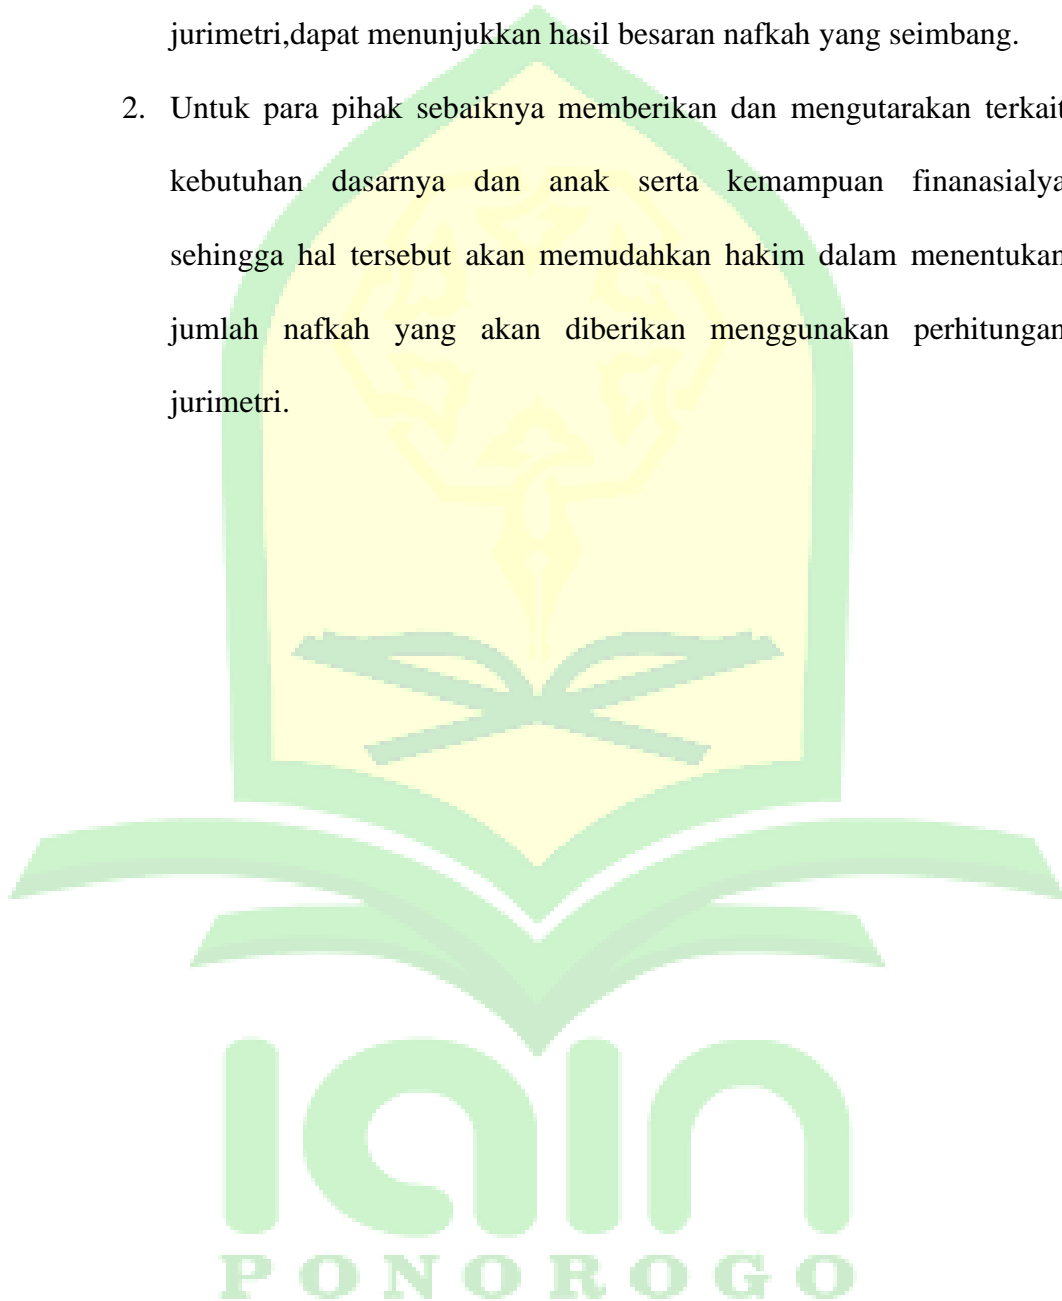 jurimetri,dapat menunjukkan hasil besaran nafkah yang seimbang.
2. Untuk para pihak sebaiknya memberikan dan mengutarakan terkait
kebutuhan dasarnya dan anak serta kemampuan finanasialya
sehingga hal tersebut akan memudahkan hakim dalam menentukan
jumlah nafkah yang akan diberikan menggunakan perhitungan
jurimetri.
iain
PONOROGO